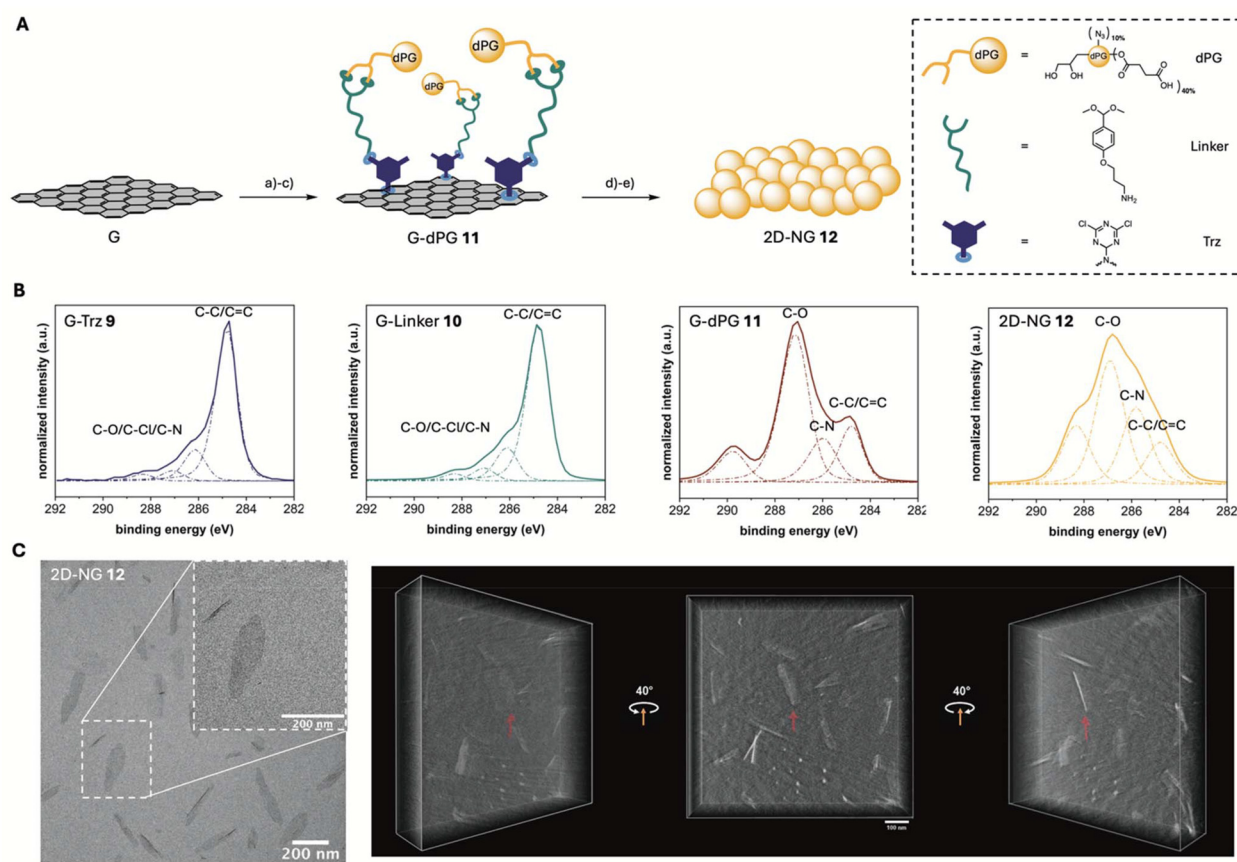 A
dPG
dPG
dPG
a)-c)
d)-e)
G
G-dPG 11
2D-NG 12
dPG
=
(N3)10%
dPG
HO
OH
O
O
O
OH
)40%
dPG
=
O
O
O
NH2
Linker
=
Cl
N
Cl
N
N
N
Trz
B
G-Trz 9
C-C/C=C
C-O/C-Cl/C-N
normalized intensity (a.u.)
292 290 288 286 284 282
binding energy (eV)
G-Linker 10
C-C/C=C
C-O/C-Cl/C-N
normalized intensity (a.u.)
292 290 288 286 284 282
binding energy (eV)
G-dPG 11
C-O
C-C/C=C
C-N
normalized intensity (a.u.)
292 290 288 286 284 282
binding energy (eV)
2D-NG 12
C-O
C-N
C-C/C=C
normalized intensity (a.u.)
292 290 288 286 284 282
binding energy (eV)
C
2D-NG 12
200 nm
200 nm
40°
40°
100 nm